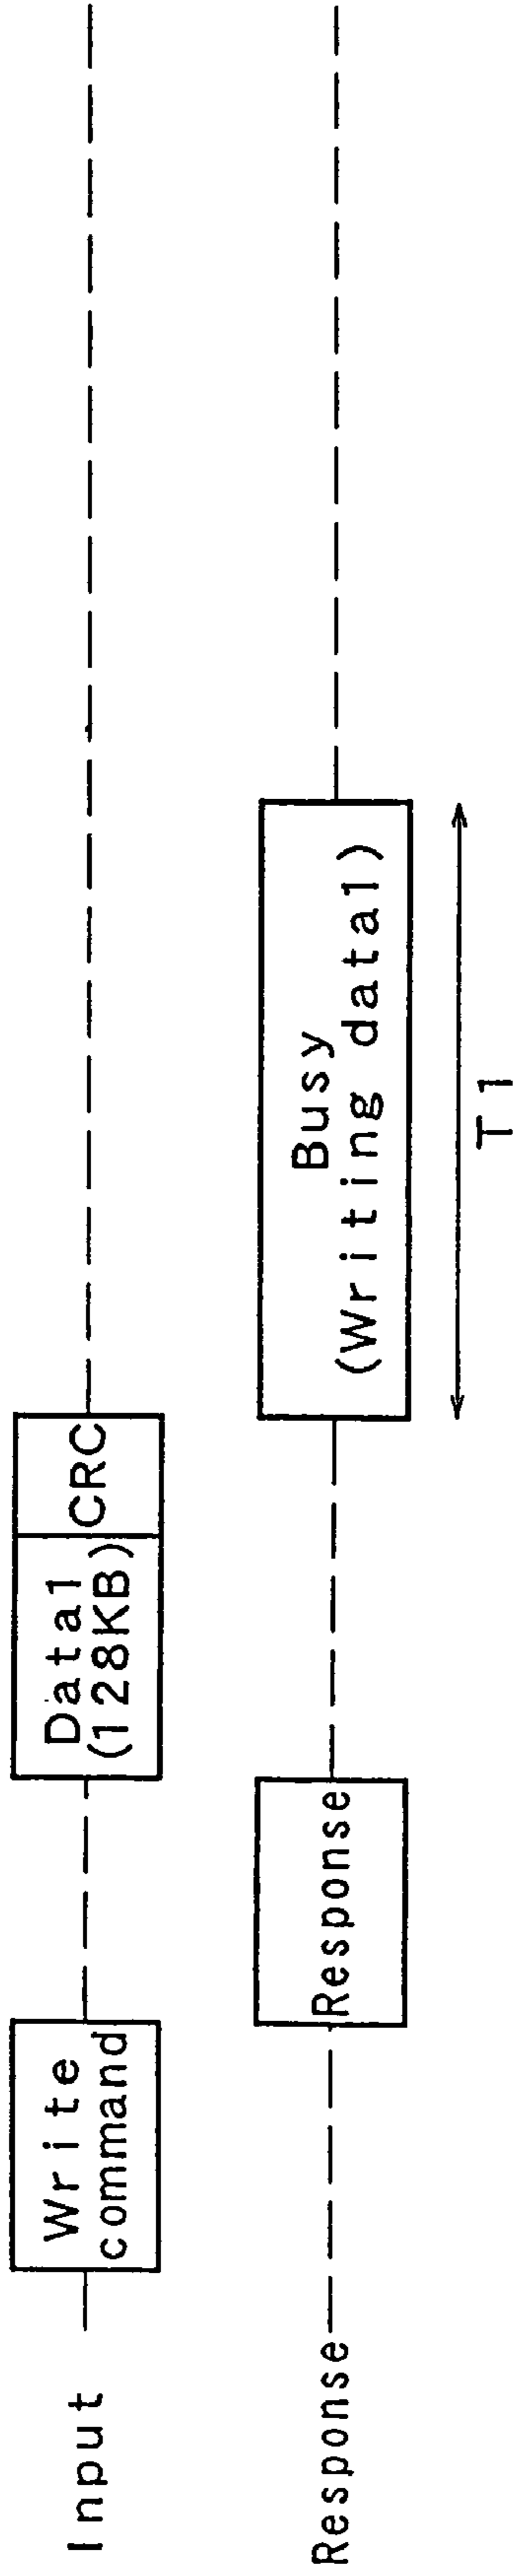 Input
Write
command
Data1
(128KB)
CRC
Response
Response
Busy
(Writing data1)
T1